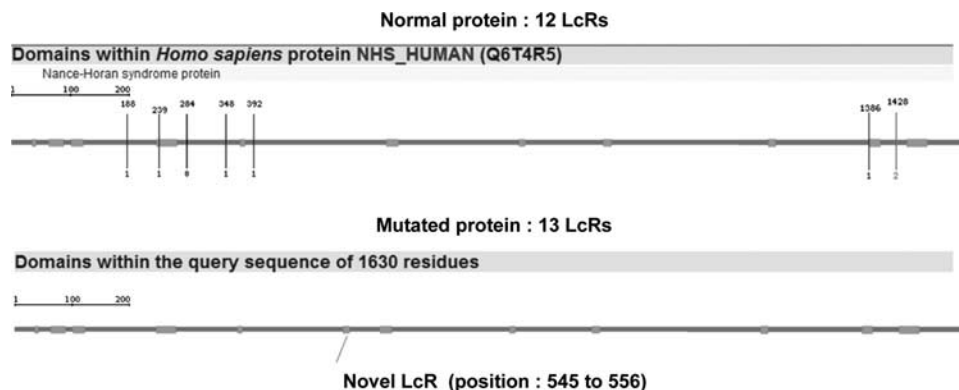 Normal protein : 12 LcRs
Domains within Homo sapiens protein NHS_HUMAN (Q6T4R5)
Nance-Horan syndrome protein
1 100 200
188 239 284 348 392 1386 1428
1 1 0 1 1 1 2
Mutated protein : 13 LcRs
Domains within the query sequence of 1630 residues
1 100 200
Novel LcR (position : 545 to 556)